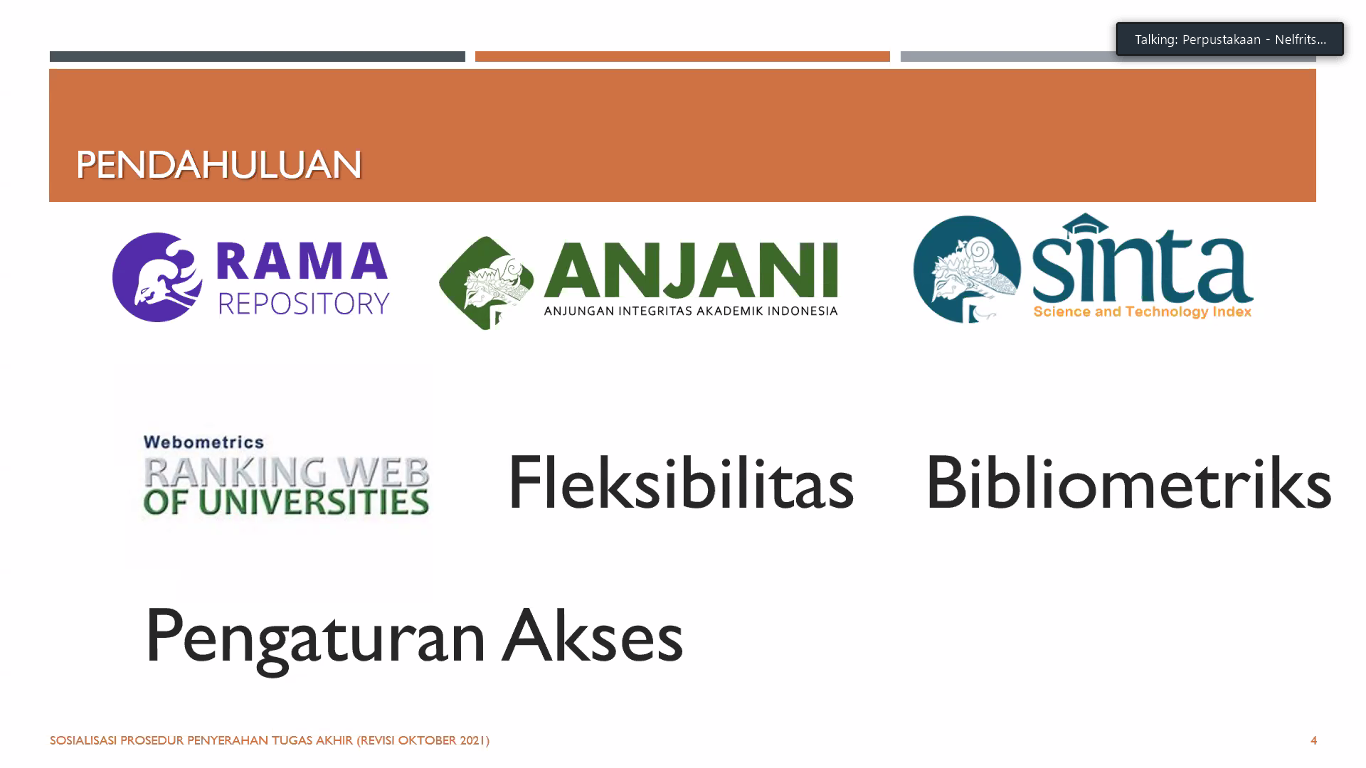 Talking: Perpustakaan - Nelfrits...
PENDAHULUAN
RAMA
REPOSITORY
ANJANI
ANJUNGAN INTEGRITAS AKADEMIK INDONESIA
sinta
Science and Technology Index
Webometrics
RANKING WEB
OF UNIVERSITIES
Fleksibilitas
Bibliometriks
Pengaturan Akses
SOSIALISASI PROSEDUR PENYERAHAN TUGAS AKHIR (REVISI OKTOBER 2021)
4